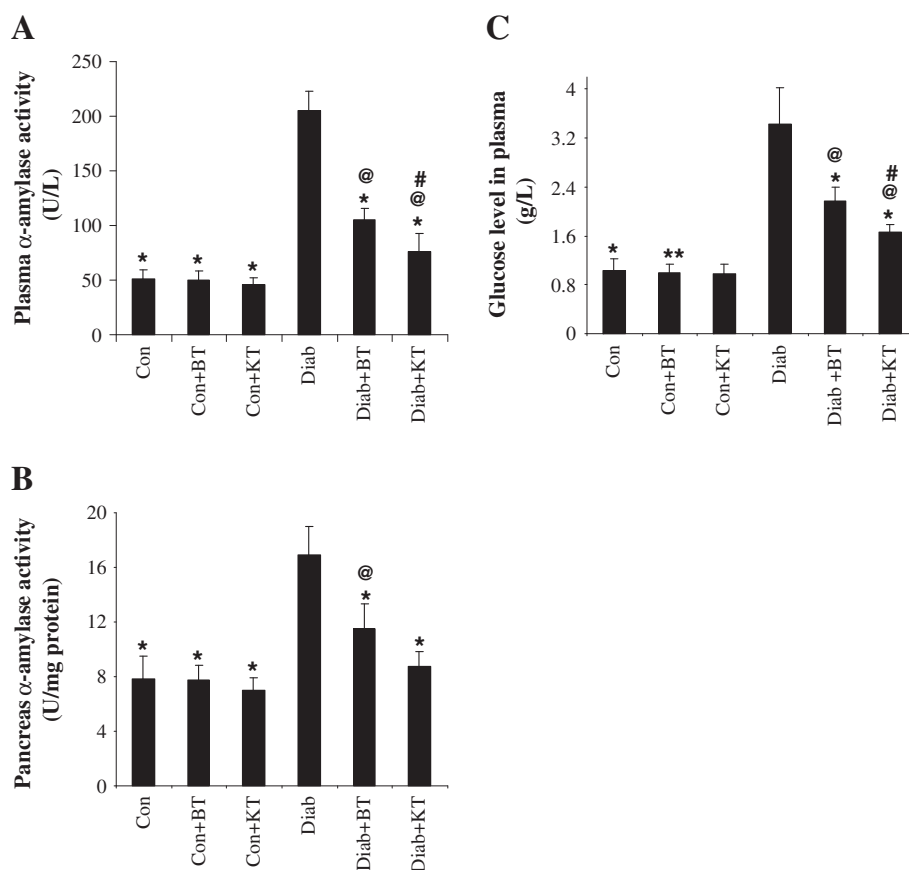 A
Plasma α-amylase activity
(U/L)
250
200
150
100
50
0
*
*
*
@
*
#
@
*
Con
Con+BT
Con+KT
Diab
Diab+BT
Diab+KT
C
Glucose level in plasma
(g/L)
4
3.2
2.4
1.6
0.8
0
*
**
@
*
#
@
*
Con
Con+BT
Con+KT
Diab
Diab +BT
Diab+KT
B
Pancreas α-amylase activity
(U/mg protein)
20
16
12
8
4
0
*
*
*
@
*
*
Con
Con+BT
Con+KT
Diab
Diab+BT
Diab+KT